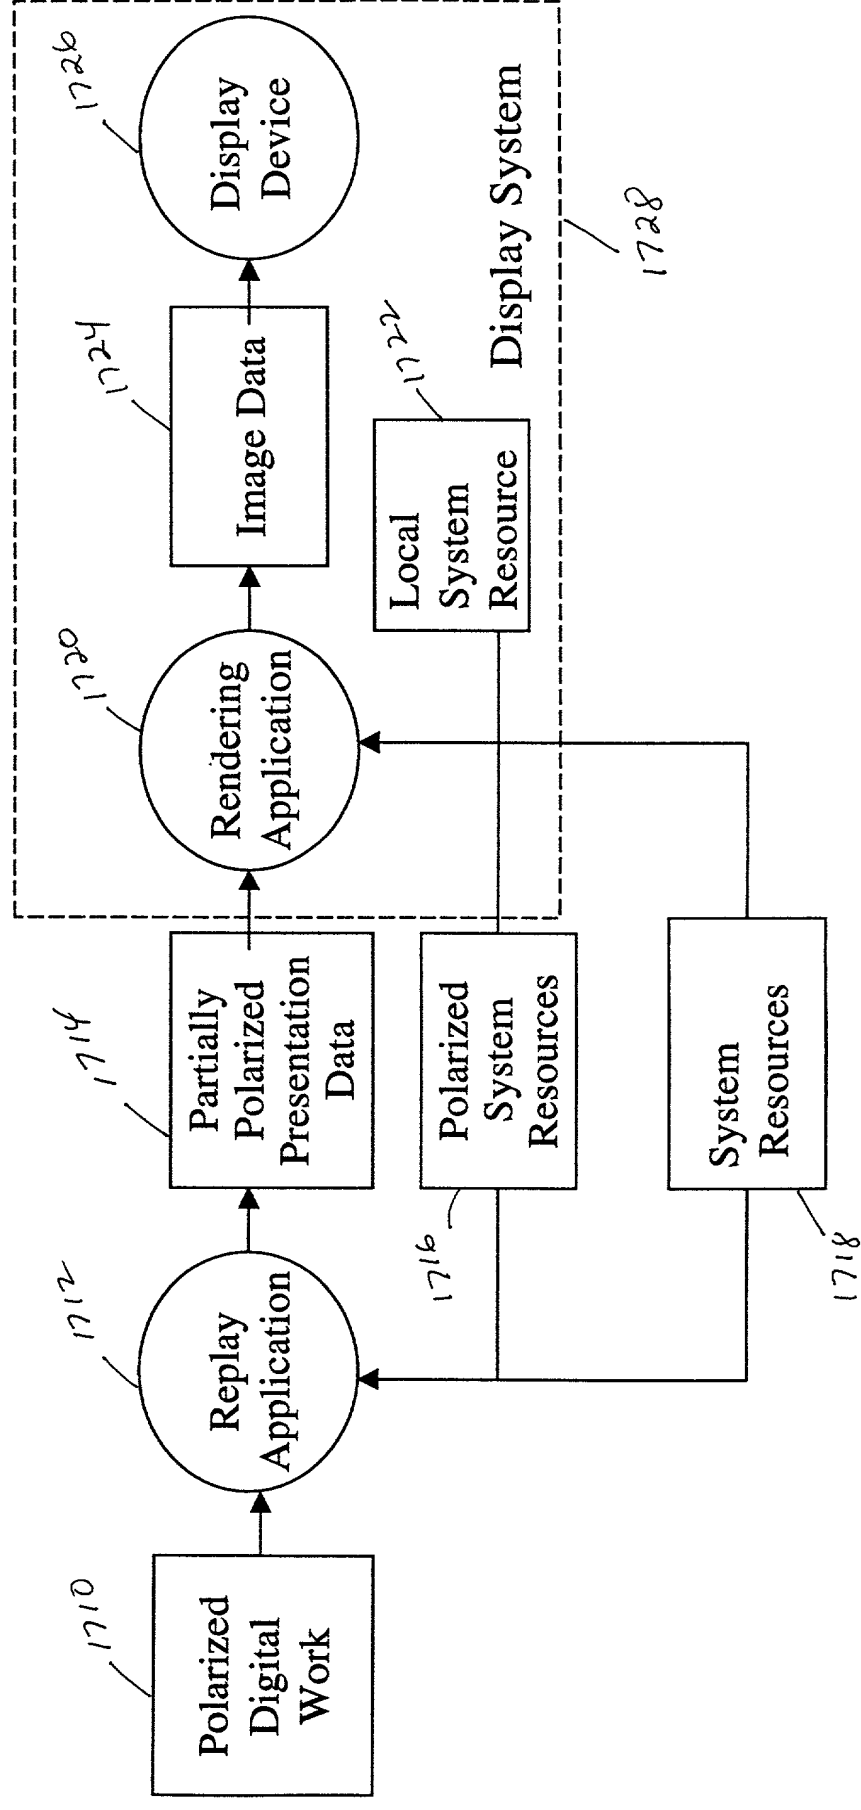 1710
Polarized
Digital
Work
1712
Replay
Application
1714
Partially
Polarized
Presentation
Data
1716
Polarized
System
Resources
1718
System
Resources
1720
Rendering
Application
1722
Local
System
Resource
1724
Image Data
1726
Display
Device
Display System
1728